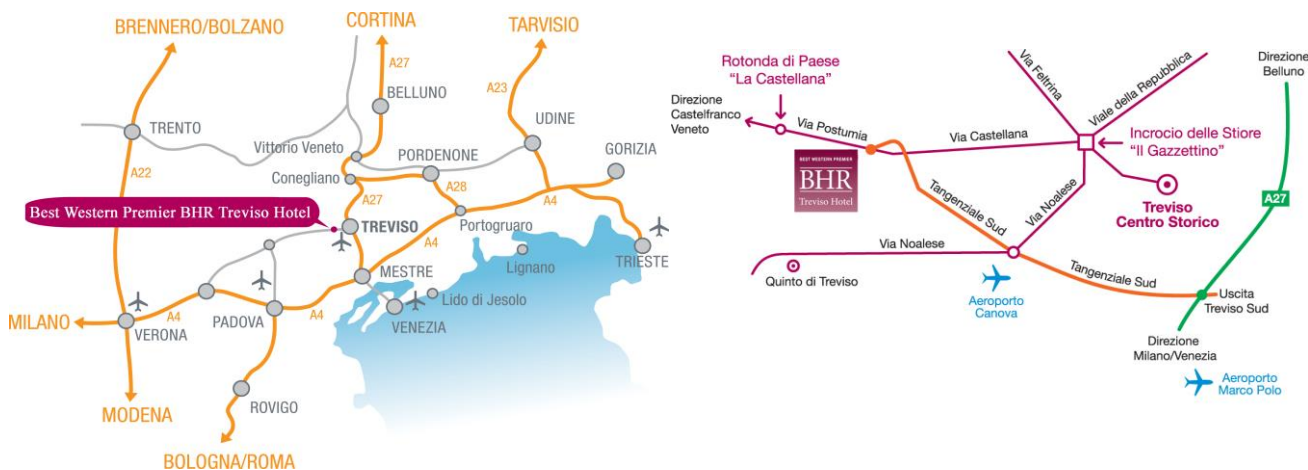 BRENNERO/BOLZANO
CORTINA
TARVISIO
A27
A23
BELLUNO
TRENTO
UDINE
Vittorio Veneto
PORDENONE
GORIZIA
A22
Conegliano
A28
A27
A4
Best Western Premier BHR Treviso Hotel
TREVISO
Portogruaro
A4
TRIESTE
MESTRE
Lignano
Lido di Jesolo
MILANO
A4
PADOVA
A4
VENEZIA
VERONA
MODENA
ROVIGO
BOLOGNA/ROMA
Rotonda di Paese
“La Castellana”
Via Feltrina
Viale della Repubblica
Direzione
Belluno
Direzione
Castelfranco
Veneto
Via Postumia
Via Castellana
Incrocio delle Stiore
“Il Gazzettino”
BEST WESTERN PREMIER
BHR
Treviso Hotel
Tangenziale Sud
Via Noalese
Treviso
Centro Storico
A27
Via Noalese
Quinto di Treviso
Aeroporto
Canova
Tangenziale Sud
Uscita
Treviso Sud
Direzione
Milano/Venezia
Aeroporto
Marco Polo